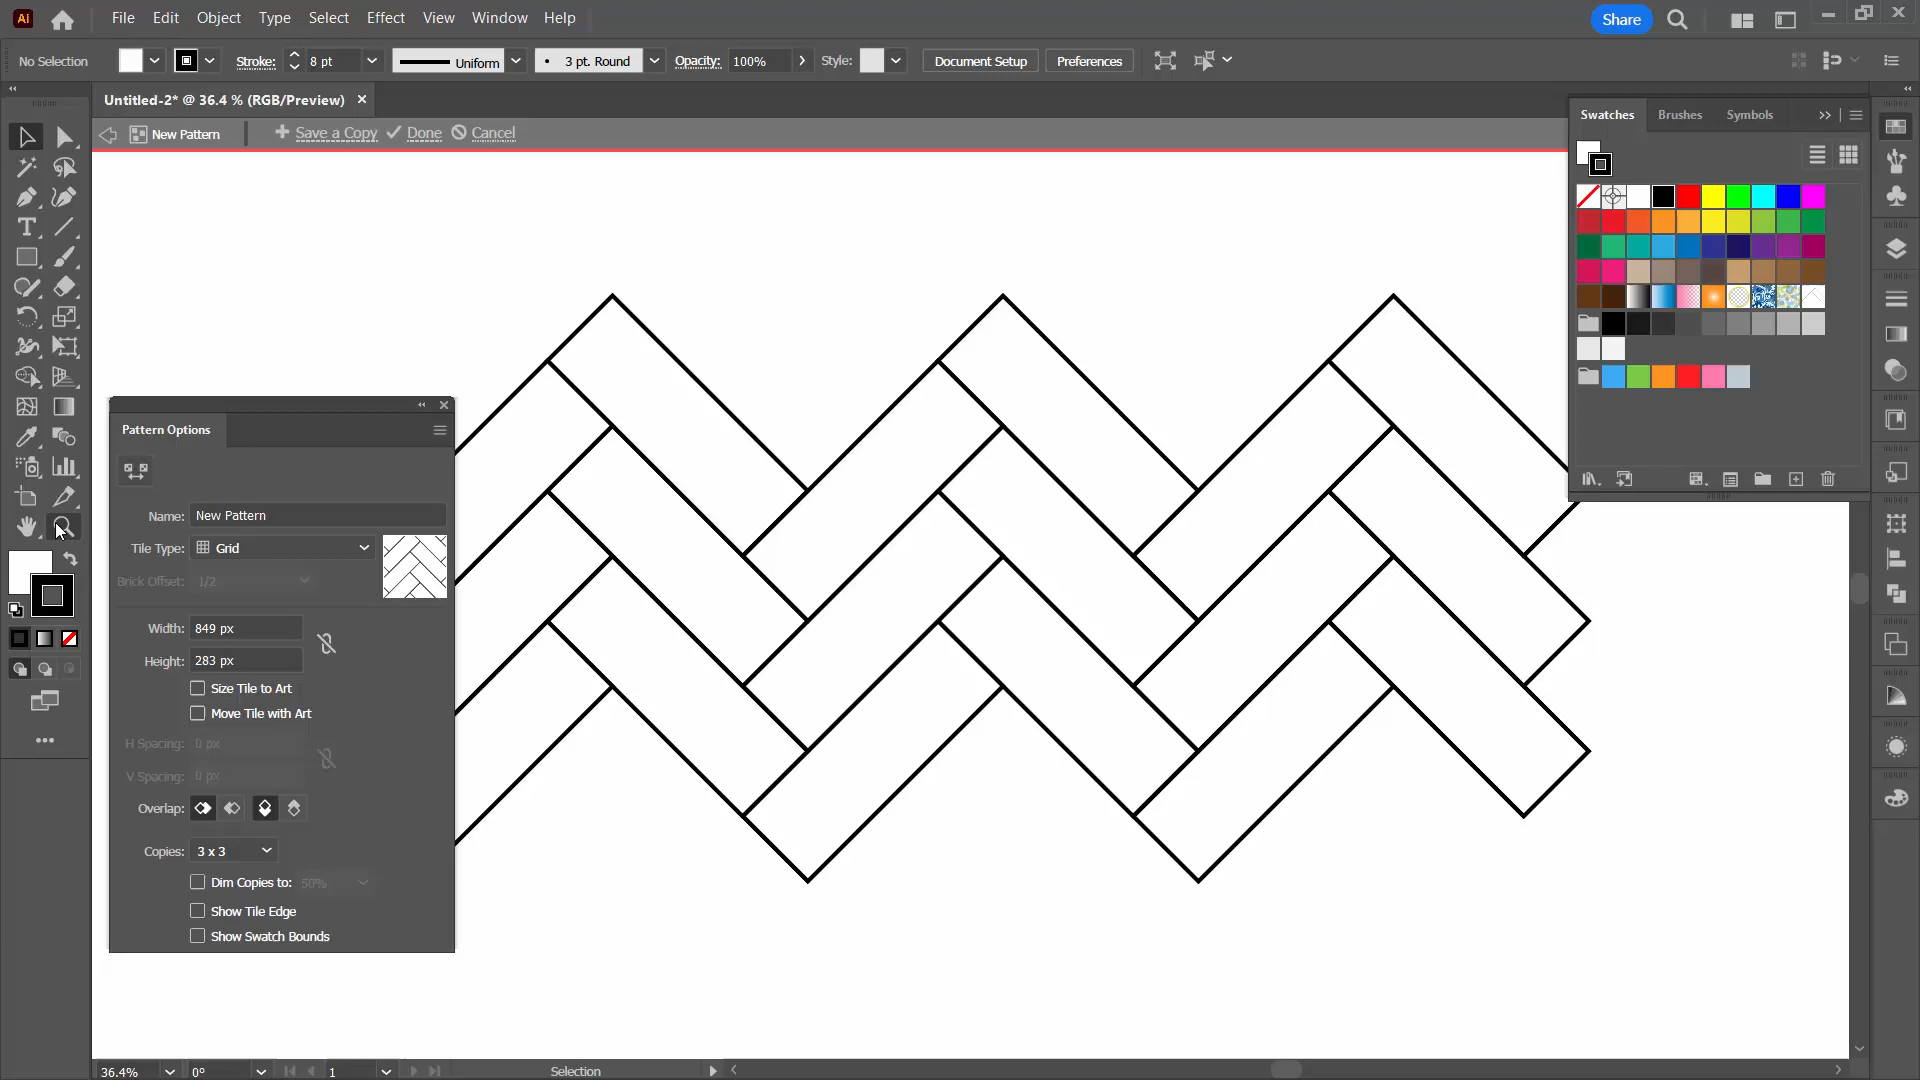 Ai File Edit Object Type Select Effect View Window Help Share
No Selection Stroke: 8 pt Uniform 3 pt. Round Opacity: 100% Style: Document Setup Preferences
Untitled-2* @ 36.4 % (RGB/Preview)
New Pattern Save a Copy Done Cancel
Swatches Brushes Symbols
Pattern Options
Name: New Pattern
Tile Type: Grid
Brick Offset: 1/2
Width: 849 px
Height: 283 px
Size Tile to Art
Move Tile with Art
H Spacing: 0 px
V Spacing: 0 px
Overlap:
Copies: 3 x 3
Dim Copies to: 50%
Show Tile Edge
Show Swatch Bounds
36.4% 0° 1 Selection